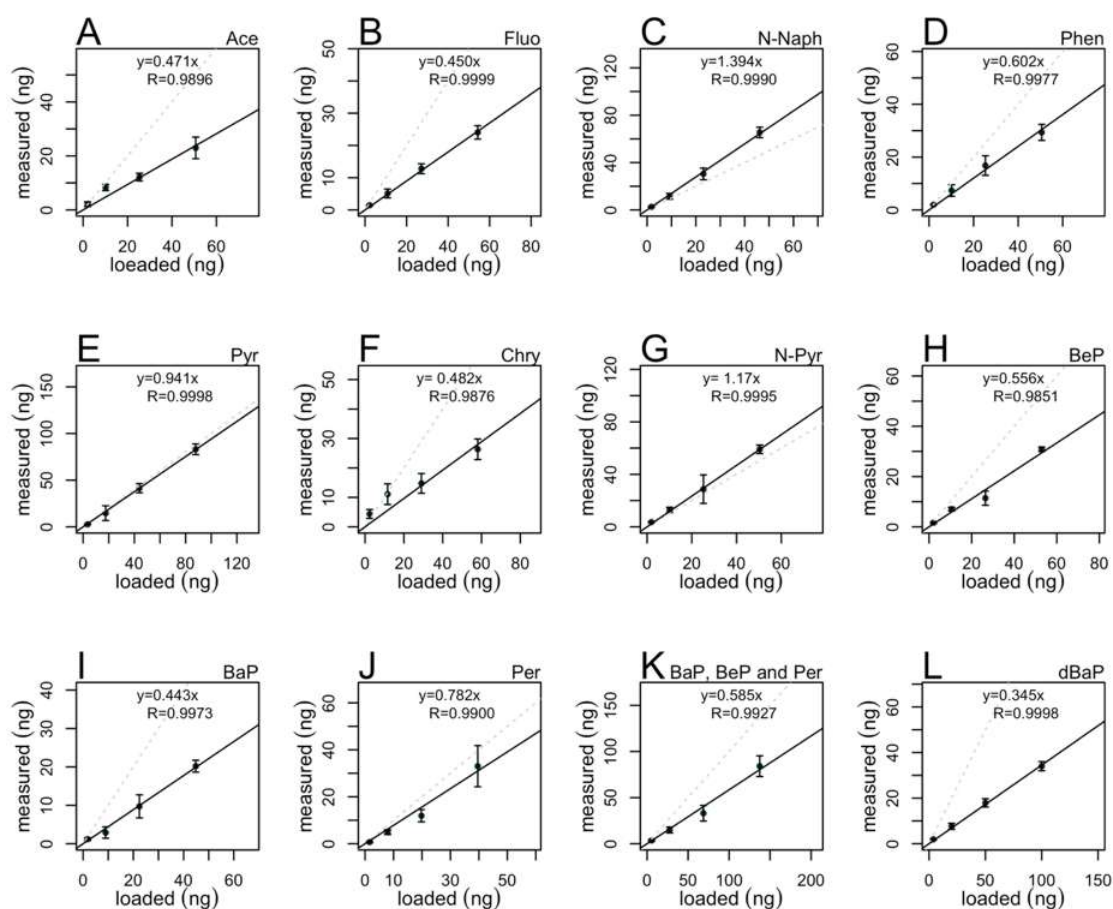 A Ace
y=0.471x
R=0.9896
measured (ng)
0 20 40
0 20 40 60
loeaded (ng)
B Fluo
y=0.450x
R=0.9999
measured (ng)
0 10 30 50
0 20 40 60 80
loaded (ng)
C N-Naph
y=1.394x
R=0.9990
measured (ng)
0 40 80 120
0 20 40 60
loaded (ng)
D Phen
y=0.602x
R=0.9977
measured (ng)
0 20 40 60
0 20 40 60
loaded (ng)
E Pyr
y=0.941x
R=0.9998
measured (ng)
0 50 100 150
0 40 80 120
loaded (ng)
F Chry
y= 0.482x
R=0.9876
measured (ng)
0 10 30 50
0 20 40 60 80
loaded (ng)
G N-Pyr
y= 1.17x
R=0.9995
measured (ng)
0 40 80 120
0 20 40 60
loaded (ng)
H BeP
y=0.556x
R=0.9851
measured (ng)
0 20 40 60
0 20 40 60 80
loaded (ng)
I BaP
y=0.443x
R=0.9973
measured (ng)
0 10 20 30 40
0 20 40 60
loaded (ng)
J Per
y=0.782x
R=0.9900
measured (ng)
0 20 40 60
0 10 30 50
loaded (ng)
K BaP, BeP and Per
y=0.585x
R=0.9927
measured (ng)
0 50 100 150
0 50 100 150 200
loaded (ng)
L dBaP
y=0.345x
R=0.9998
measured (ng)
0 20 40 60
0 50 100 150
loaded (ng)